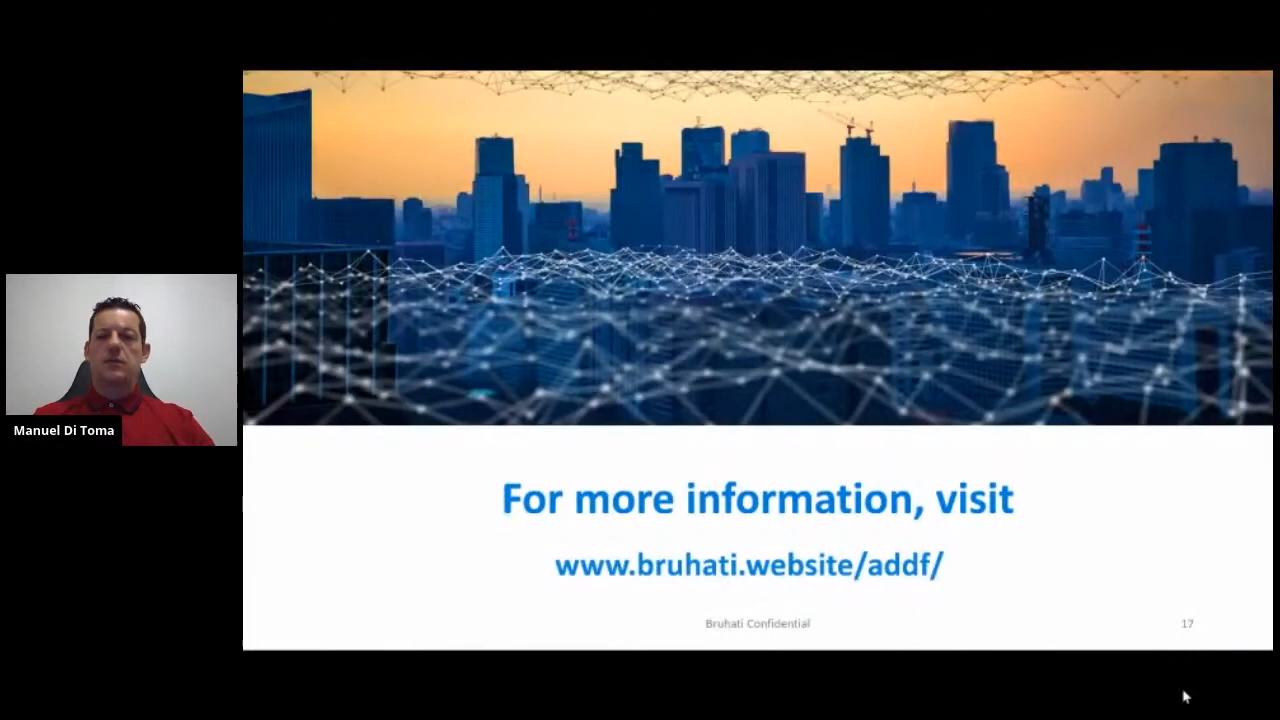 Manuel Di Toma
For more information, visit
www.bruhati.website/addf/
Bruhati Confidential
17